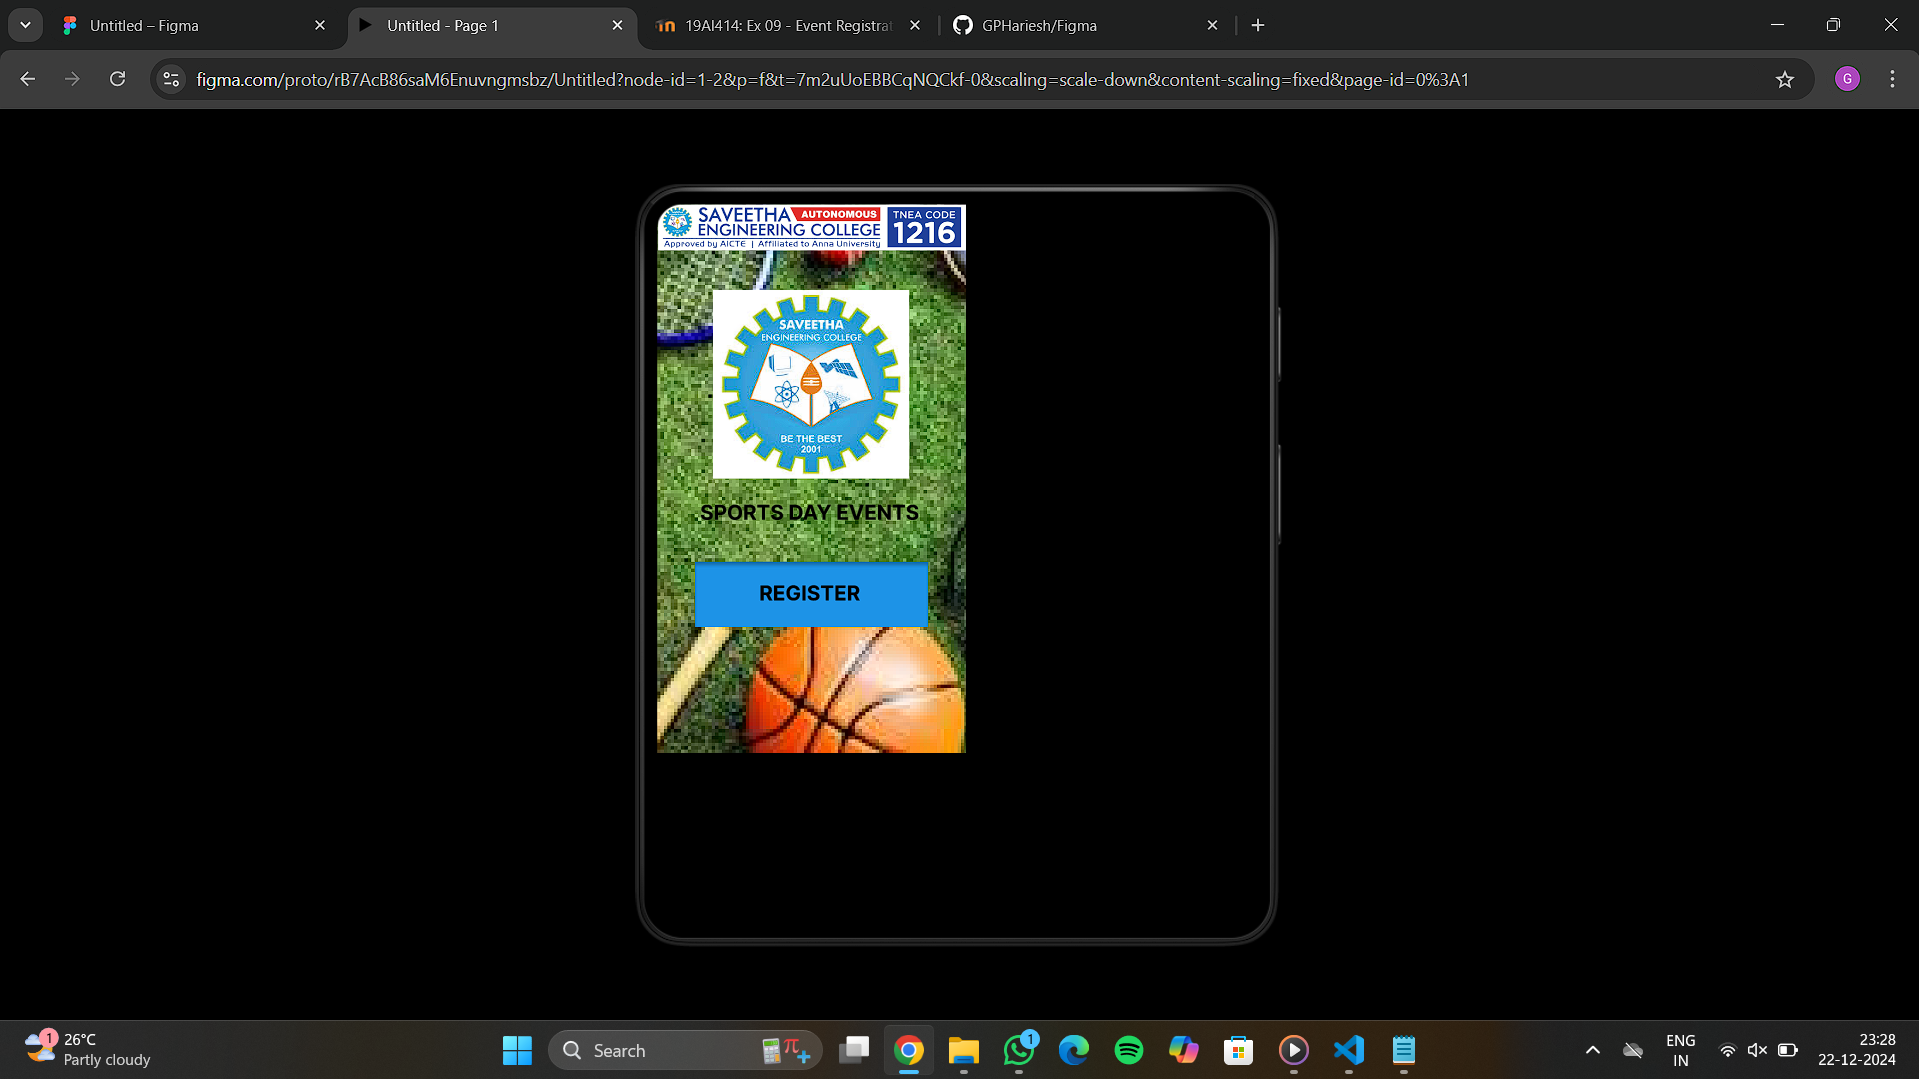 Untitled – Figma
Untitled - Page 1
19AI414: Ex 09 - Event Registrat
GPHariesh/Figma
figma.com/proto/rB7AcB86saM6Enuvngmsbz/Untitled?node-id=1-2&p=f&t=7m2uUoEBBCqNQCkf-0&scaling=scale-down&content-scaling=fixed&page-id=0%3A1
G
SAVEETHA AUTONOMOUS
ENGINEERING COLLEGE
Approved by AICTE | Affiliated to Anna University
TNEA CODE
1216
SAVEETHA
ENGINEERING COLLEGE
BE THE BEST
2001
SPORTS DAY EVENTS
REGISTER
1
26°C
Partly cloudy
Search
1
ENG
IN
23:28
22-12-2024